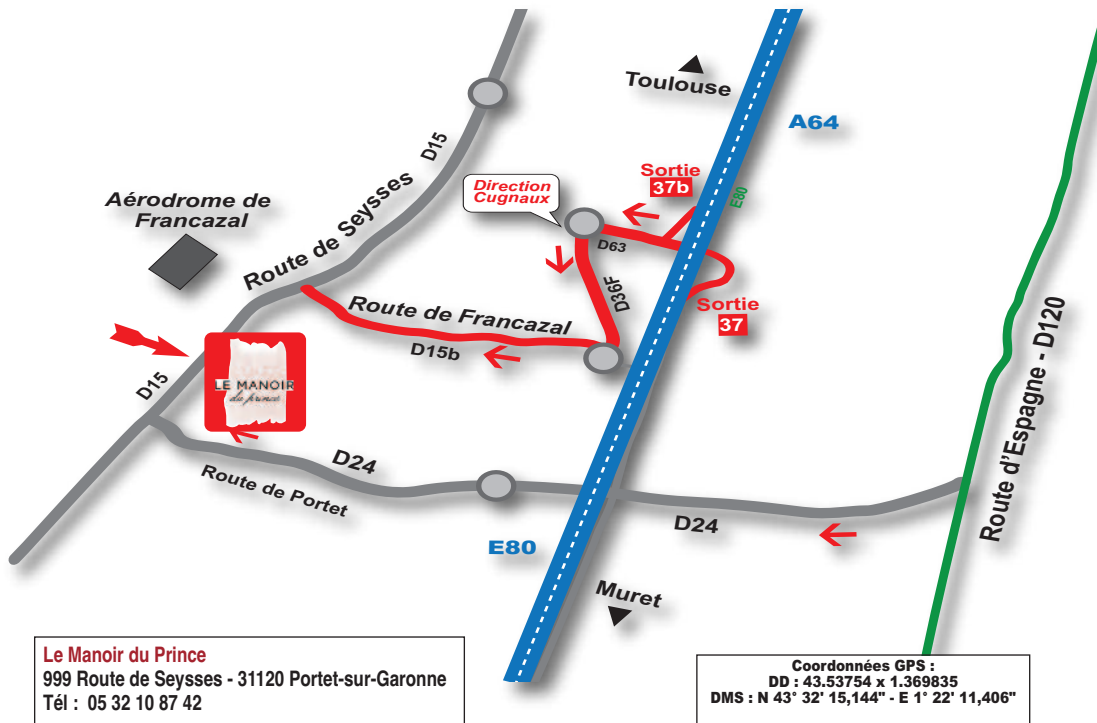 Toulouse
A64
D15
Sortie
37b
Direction
Cugnaux
E80
Aérodrome de
Francazal
Route de Seysses
D63
D36F
Sortie
37
Route de Francazal
D15b
Route d'Espagne - D120
D15
LE MANOIR
du prince
D24
Route de Portet
D24
E80
Muret
Le Manoir du Prince
999 Route de Seysses - 31120 Portet-sur-Garonne
Tél : 05 32 10 87 42
Coordonnées GPS :
DD : 43.53754 x 1.369835
DMS : N 43° 32' 15,144" - E 1° 22' 11,406"